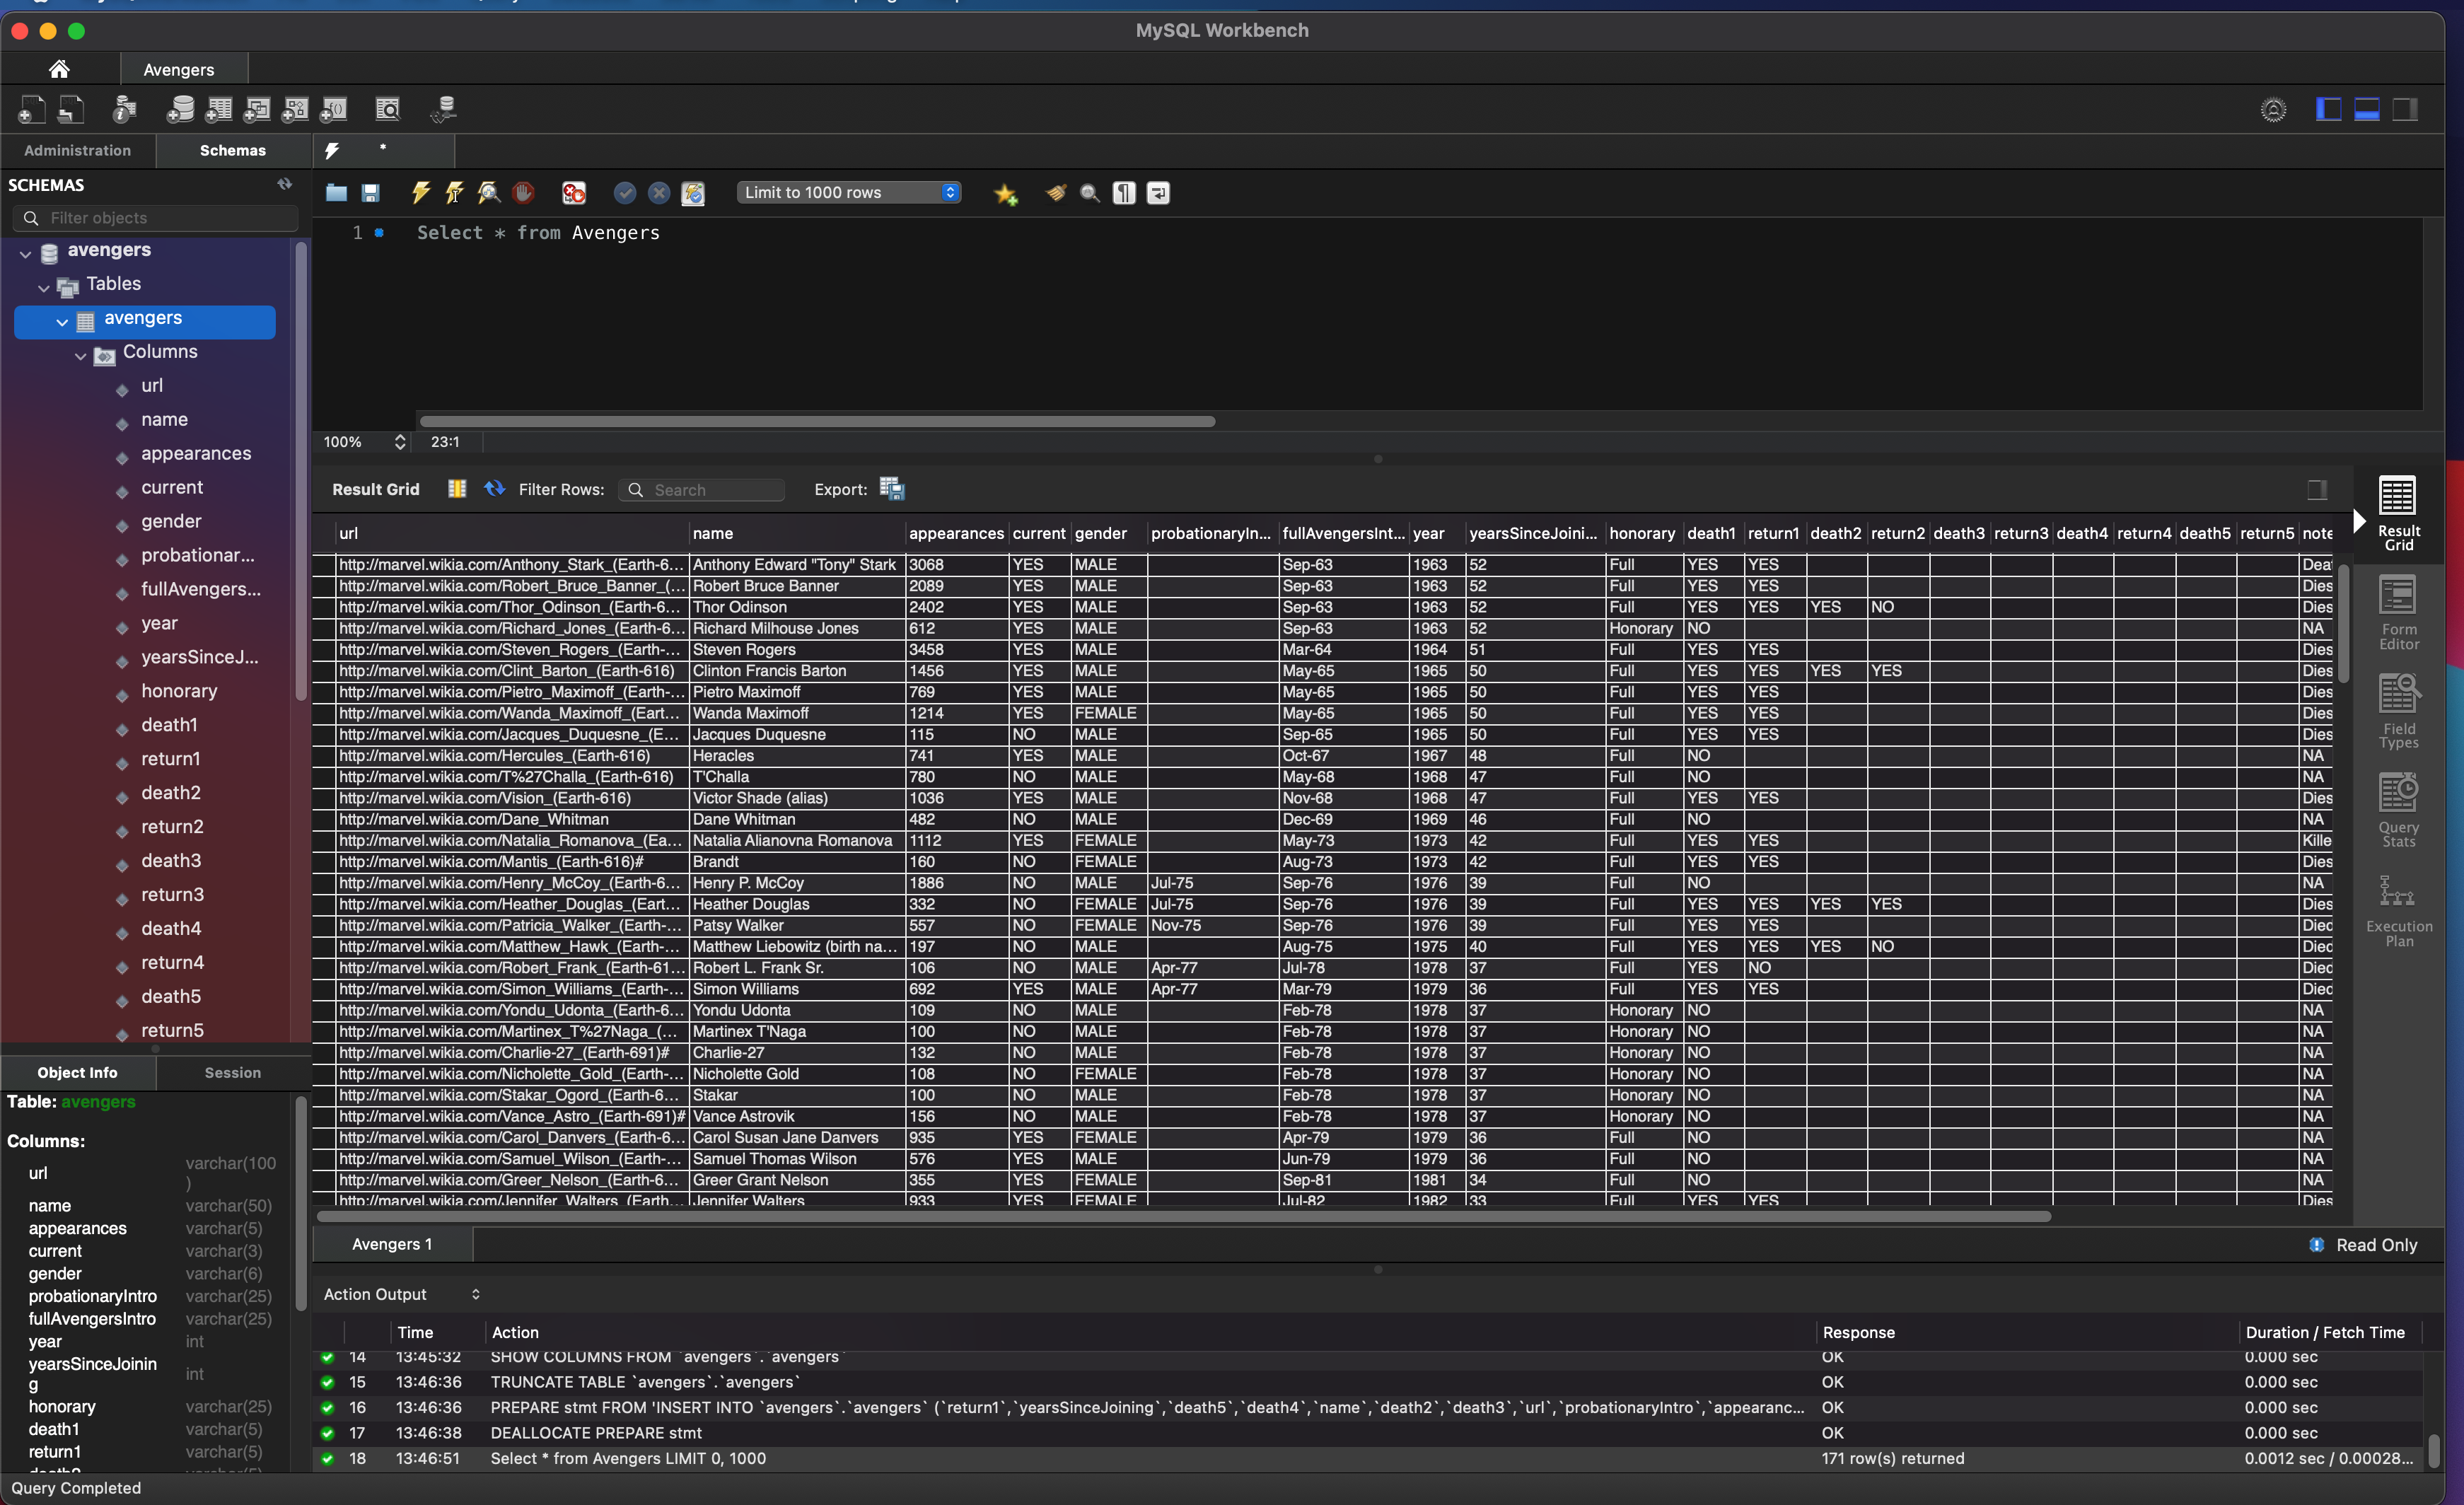 MySQL Workbench
Avengers
Administration Schemas *
SCHEMAS
Filter objects
avengers
Tables
avengers
Columns
url
name
appearances
current
gender
probationar...
fullAvengers...
year
yearsSinceJ...
honorary
death1
return1
death2
return2
death3
return3
death4
return4
death5
return5
Object Info Session
Table: avengers
Columns:
url varchar(100
)
name varchar(50)
appearances varchar(5)
current varchar(3)
gender varchar(6)
probationaryIntro varchar(25)
fullAvengersIntro varchar(25)
year int
yearsSinceJoinin
g int
honorary varchar(25)
death1 varchar(5)
return1 varchar(5)
Query Completed
Limit to 1000 rows
1 Select * from Avengers
100% 23:1
Result Grid Filter Rows: Search Export:
url name appearances current gender probationaryIn... fullAvengersInt... year yearsSinceJoini... honorary death1 return1 death2 return2 death3 return3 death4 return4 death5 return5 note
http://marvel.wikia.com/Anthony_Stark_(Earth-6... Anthony Edward "Tony" Stark 3068 YES MALE Sep-63 1963 52 Full YES YES Deat
http://marvel.wikia.com/Robert_Bruce_Banner_(... Robert Bruce Banner 2089 YES MALE Sep-63 1963 52 Full YES YES Dies
http://marvel.wikia.com/Thor_Odinson_(Earth-6... Thor Odinson 2402 YES MALE Sep-63 1963 52 Full YES YES YES NO Dies
http://marvel.wikia.com/Richard_Jones_(Earth-6... Richard Milhouse Jones 612 YES MALE Sep-63 1963 52 Honorary NO NA
http://marvel.wikia.com/Steven_Rogers_(Earth-... Steven Rogers 3458 YES MALE Mar-64 1964 51 Full YES YES Dies
http://marvel.wikia.com/Clint_Barton_(Earth-616) Clinton Francis Barton 1456 YES MALE May-65 1965 50 Full YES YES YES YES Dies
http://marvel.wikia.com/Pietro_Maximoff_(Earth-... Pietro Maximoff 769 YES MALE May-65 1965 50 Full YES YES Dies
http://marvel.wikia.com/Wanda_Maximoff_(Eart... Wanda Maximoff 1214 YES FEMALE May-65 1965 50 Full YES YES Dies
http://marvel.wikia.com/Jacques_Duquesne_(E... Jacques Duquesne 115 NO MALE Sep-65 1965 50 Full YES YES Dies
http://marvel.wikia.com/Hercules_(Earth-616) Heracles 741 YES MALE Oct-67 1967 48 Full NO NA
http://marvel.wikia.com/T%27Challa_(Earth-616) T'Challa 780 NO MALE May-68 1968 47 Full NO NA
http://marvel.wikia.com/Vision_(Earth-616) Victor Shade (alias) 1036 YES MALE Nov-68 1968 47 Full YES YES Dies
http://marvel.wikia.com/Dane_Whitman Dane Whitman 482 NO MALE Dec-69 1969 46 Full NO NA
http://marvel.wikia.com/Natalia_Romanova_(Ea... Natalia Alianovna Romanova 1112 YES FEMALE May-73 1973 42 Full YES YES Kille
http://marvel.wikia.com/Mantis_(Earth-616)# Brandt 160 NO FEMALE Aug-73 1973 42 Full YES YES Dies
http://marvel.wikia.com/Henry_McCoy_(Earth-6... Henry P. McCoy 1886 NO MALE Jul-75 Sep-76 1976 39 Full NO NA
http://marvel.wikia.com/Heather_Douglas_(Eart... Heather Douglas 332 NO FEMALE Jul-75 Sep-76 1976 39 Full YES YES YES YES Dies
http://marvel.wikia.com/Patricia_Walker_(Earth-... Patsy Walker 557 NO FEMALE Nov-75 Sep-76 1976 39 Full YES YES Died
http://marvel.wikia.com/Matthew_Hawk_(Earth-... Matthew Liebowitz (birth na... 197 NO MALE Aug-75 1975 40 Full YES YES YES NO Died
http://marvel.wikia.com/Robert_Frank_(Earth-61... Robert L. Frank Sr. 106 NO MALE Apr-77 Jul-78 1978 37 Full YES NO Died
http://marvel.wikia.com/Simon_Williams_(Earth-... Simon Williams 692 YES MALE Apr-77 Mar-79 1979 36 Full YES YES Died
http://marvel.wikia.com/Yondu_Udonta_(Earth-6... Yondu Udonta 109 NO MALE Feb-78 1978 37 Honorary NO NA
http://marvel.wikia.com/Martinex_T%27Naga_(... Martinex T'Naga 100 NO MALE Feb-78 1978 37 Honorary NO NA
http://marvel.wikia.com/Charlie-27_(Earth-691)# Charlie-27 132 NO MALE Feb-78 1978 37 Honorary NO NA
http://marvel.wikia.com/Nicholette_Gold_(Earth-... Nicholette Gold 108 NO FEMALE Feb-78 1978 37 Honorary NO NA
http://marvel.wikia.com/Stakar_Ogord_(Earth-6... Stakar 100 NO MALE Feb-78 1978 37 Honorary NO NA
http://marvel.wikia.com/Vance_Astro_(Earth-691)# Vance Astrovik 156 NO MALE Feb-78 1978 37 Honorary NO NA
http://marvel.wikia.com/Carol_Danvers_(Earth-6... Carol Susan Jane Danvers 935 YES FEMALE Apr-79 1979 36 Full NO NA
http://marvel.wikia.com/Samuel_Wilson_(Earth-... Samuel Thomas Wilson 576 YES MALE Jun-79 1979 36 Full NO NA
http://marvel.wikia.com/Greer_Nelson_(Earth-6... Greer Grant Nelson 355 YES FEMALE Sep-81 1981 34 Full NO NA
http://marvel.wikia.com/Jennifer_Walters_(Earth... Jennifer Walters 933 YES FEMALE Jul-82 1982 33 Full YES YES Dies
Result
Grid
Form
Editor
Field
Types
Query
Stats
Execution
Plan
Avengers 1 Read Only
Action Output
Time Action Response Duration / Fetch Time
14 13:45:32 SHOW COLUMNS FROM `avengers`.`avengers` OK 0.000 sec
15 13:46:36 TRUNCATE TABLE `avengers`.`avengers` OK 0.000 sec
16 13:46:36 PREPARE stmt FROM 'INSERT INTO `avengers`.`avengers` (`return1`,`yearsSinceJoining`,`death5`,`death4`,`name`,`death2`,`death3`,`url`,`probationaryIntro`,`appearanc... OK 0.000 sec
17 13:46:38 DEALLOCATE PREPARE stmt OK 0.000 sec
18 13:46:51 Select * from Avengers LIMIT 0, 1000 171 row(s) returned 0.0012 sec / 0.00028...